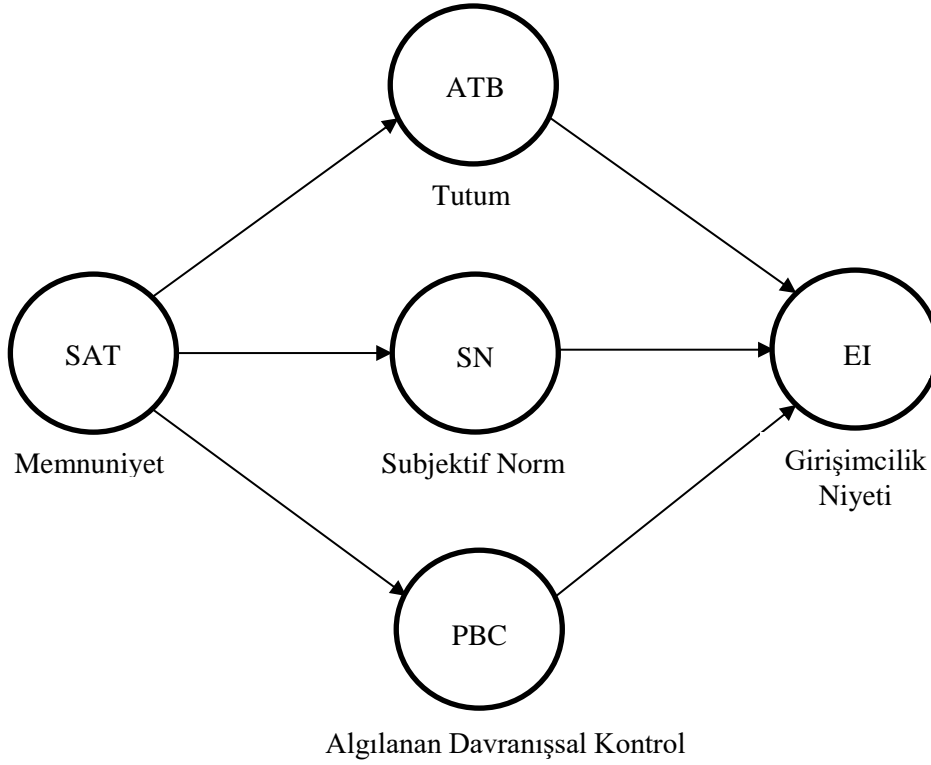 ATB
Tutum
SAT
Memnuniyet
SN
Subjektif Norm
EI
Girişimcilik
Niyeti
PBC
Algılanan Davranışsal Kontrol